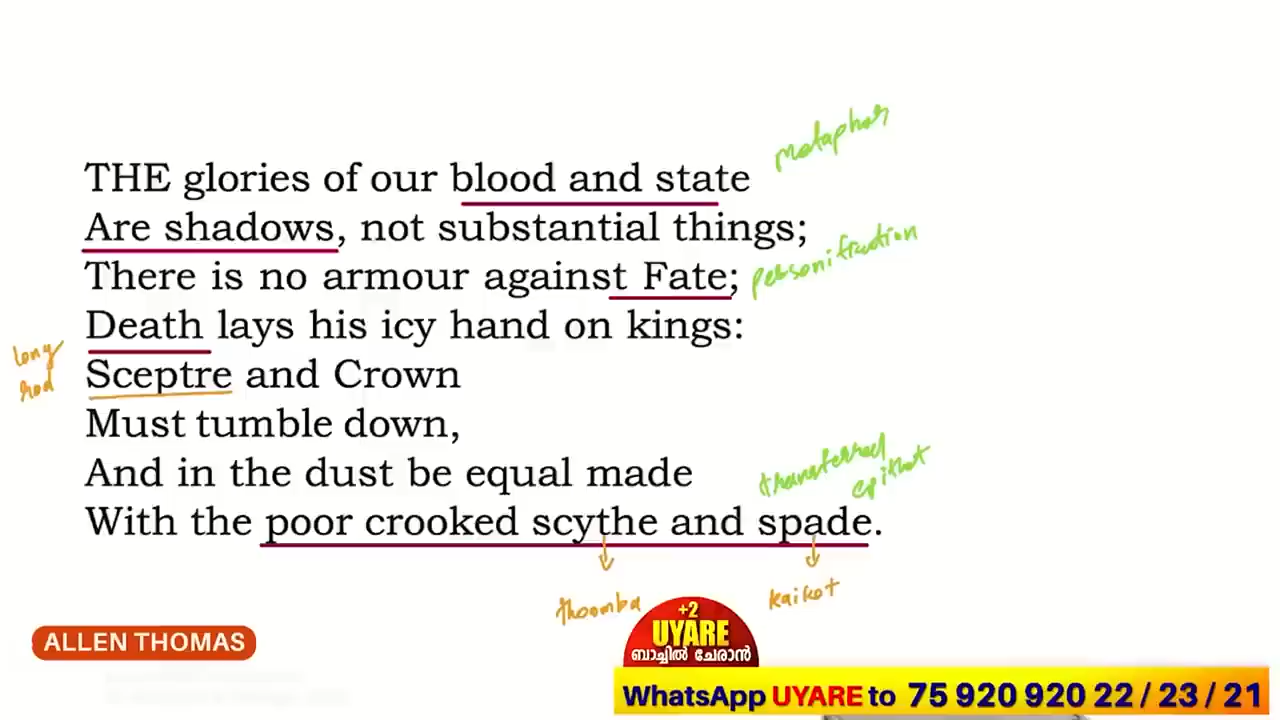 metaphor
THE glories of our blood and state
Are shadows, not substantial things;
There is no armour against Fate; personification
Death lays his icy hand on kings:
long rod
Sceptre and Crown
Must tumble down,
And in the dust be equal made
transferred epithet
With the poor crooked scythe and spade.
thoomba kaikot
ALLEN THOMAS
+2
UYARE
ബാച്ചിൽ ചേരാൻ
WhatsApp UYARE to 75 920 920 22 / 23 / 21